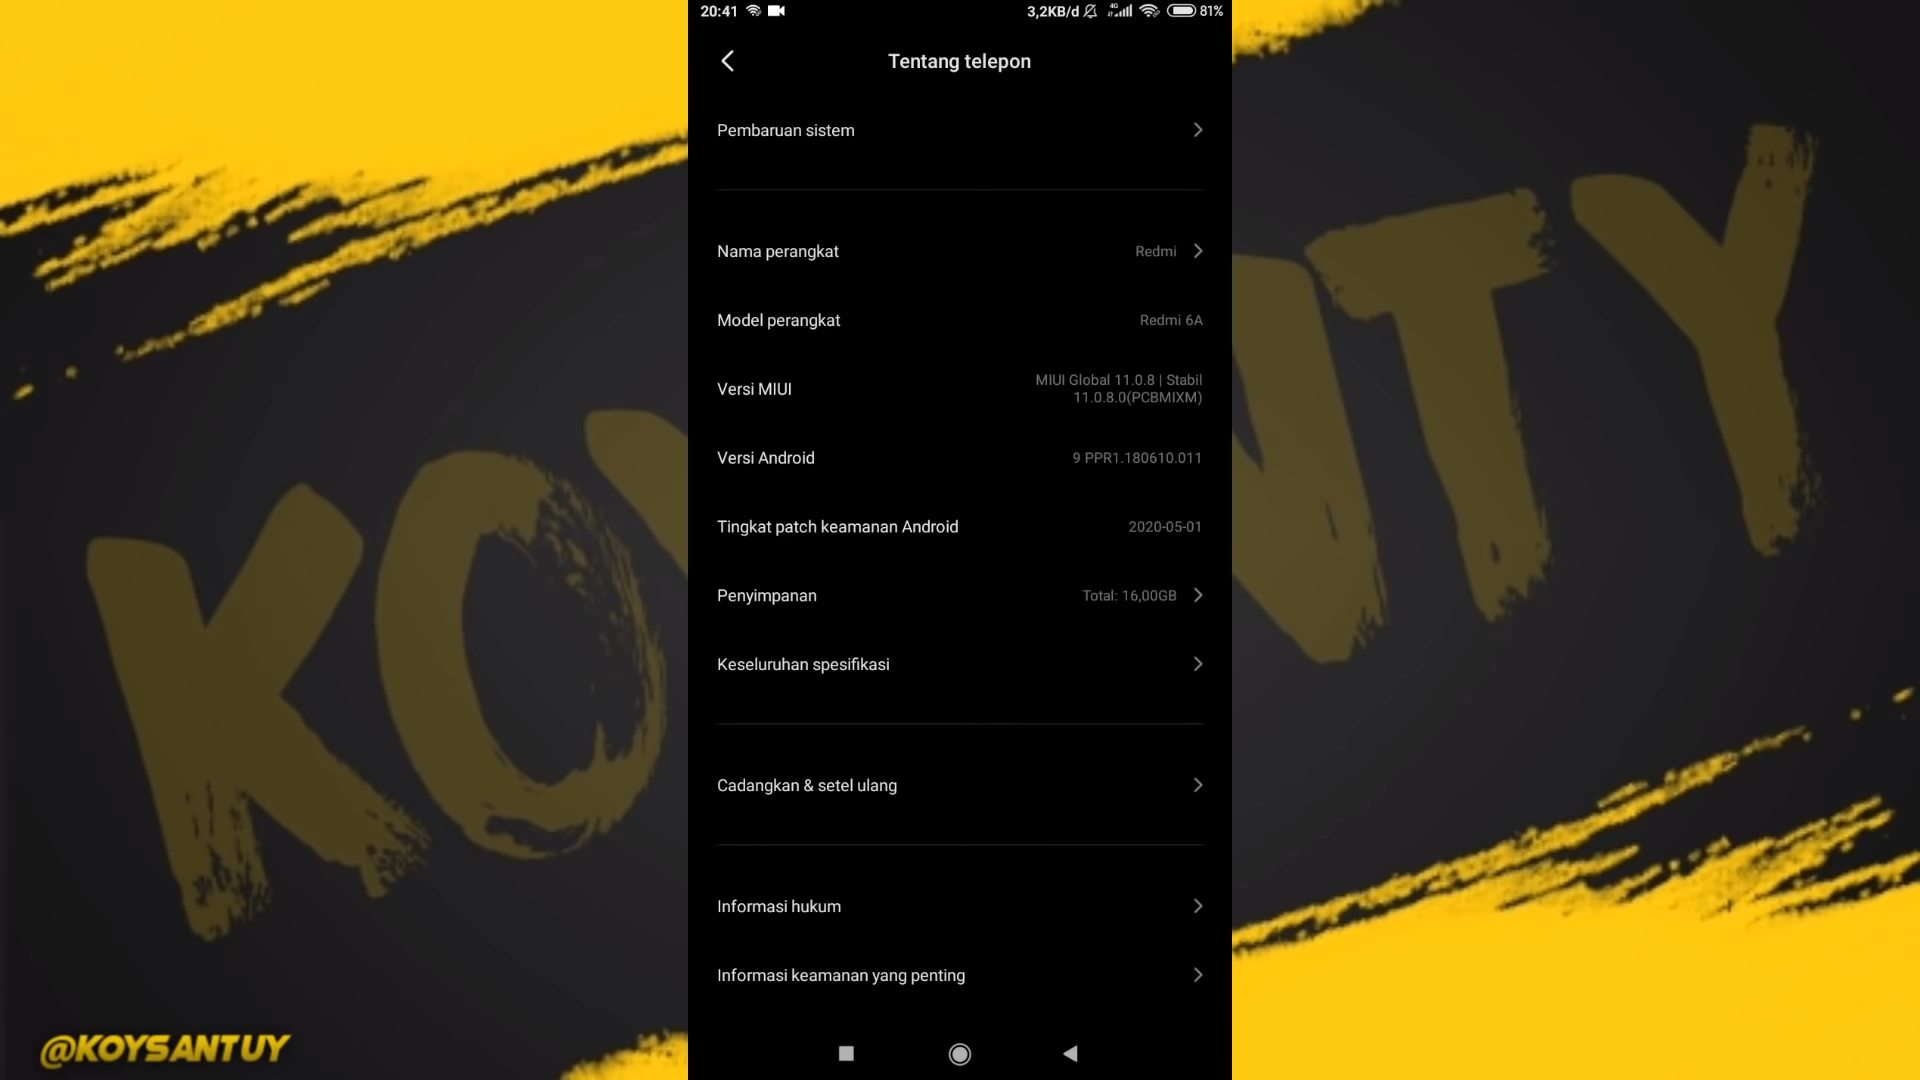 20:41 3,2KB/d 4G 81%
Tentang telepon
Pembaruan sistem
Nama perangkat Redmi
Model perangkat Redmi 6A
Versi MIUI MIUI Global 11.0.8 | Stabil
11.0.8.0(PCBMIXM)
Versi Android 9 PPR1.180610.011
Tingkat patch keamanan Android 2020-05-01
Penyimpanan Total: 16,00GB
Keseluruhan spesifikasi
Cadangkan & setel ulang
Informasi hukum
Informasi keamanan yang penting
KOY NTY
@KOYSANTUY